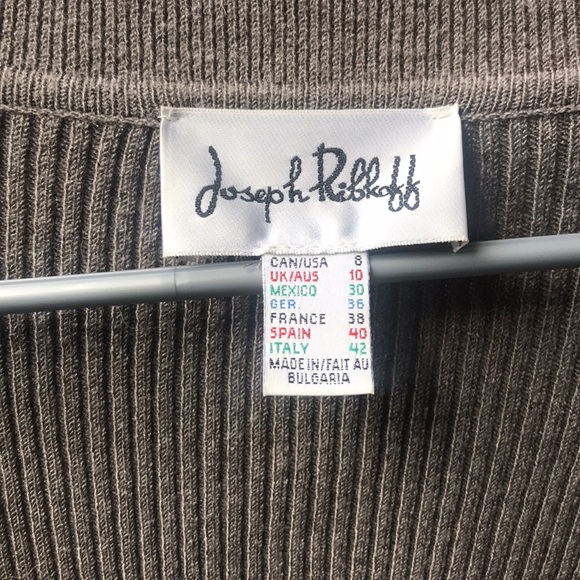 Joseph Ribkoff
CAN/USA 8
UK/AUS 10
MEXICO 30
GER. 36
FRANCE 38
SPAIN 40
ITALY 42
MADE IN/FAIT AU
BULGARIA